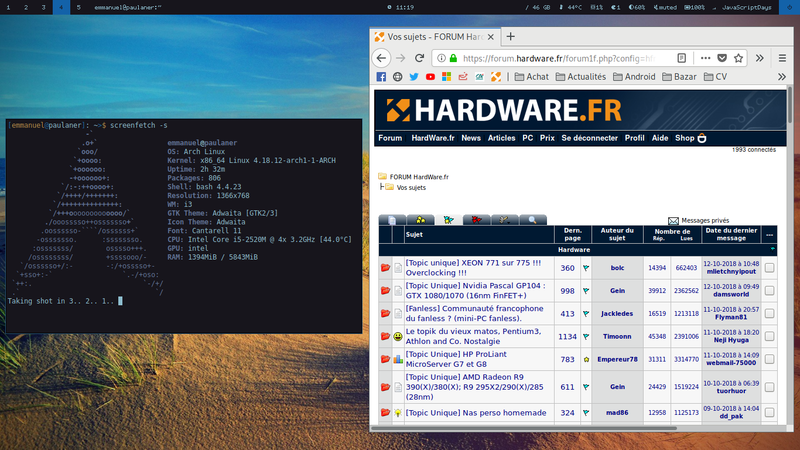 1 2 3 4 5 emmanuel@paulaner:~
11:19
/ 46 GB 44°C 1% 1 60% muted 100% JavaScriptDays
[emmanuel@paulaner]: ~>$ screenfetch -s
emmanuel@paulaner
OS: Arch Linux
Kernel: x86_64 Linux 4.18.12-arch1-1-ARCH
Uptime: 2h 32m
Packages: 806
Shell: bash 4.4.23
Resolution: 1366x768
WM: i3
GTK Theme: Adwaita [GTK2/3]
Icon Theme: Adwaita
Font: Cantarell 11
CPU: Intel Core i5-2520M @ 4x 3.2GHz [44.0°C]
GPU: intel
RAM: 1394MiB / 5843MiB
Taking shot in 3.. 2.. 1..
Vos sujets - FORUM Har
https://forum.hardware.fr/forum1f.php?config=h
Achat Actualités Android Bazar CV
HARDWARE.FR
Forum HardWare.fr News Articles PC Prix Se déconnecter Profil Aide Shop
1993 connectés
FORUM HardWare.fr
Vos sujets
Messages privés
Sujet Dern. page Auteur du sujet Nombre de Rép. Lues Date du dernier message ---
Hardware
[Topic unique] XEON 771 sur 775 !!! Overclocking !!! 360 bolc 14394 662403 12-10-2018 à 10:48 mlietchnyipout
[Topic unique] Nvidia Pascal GP104 : GTX 1080/1070 (16nm FinFET+) 998 Gein 39912 2362562 12-10-2018 à 09:49 damsworld
[Fanless] Communauté francophone du fanless ? (mini-PC fanless). 413 Jackledes 16519 1213118 11-10-2018 à 20:57 Flyman81
Le topik du vieux matos, Pentium3, Athlon and Co. Nostalgie 1134 Timoonn 45348 2391006 11-10-2018 à 18:20 Neji Hyuga
[Topic Unique] HP ProLiant MicroServer G7 et G8 783 Empereur78 31311 3314770 11-10-2018 à 14:09 webmail-75000
[Topic Unique] AMD Radeon R9 390(X)/380(X); R9 295X2/290(X)/285 (28nm) 611 Gein 24429 1519224 10-10-2018 à 06:39 tuorhuor
[Topic Unique] Nas perso homemade 324 mad86 12958 1125173 09-10-2018 à 14:04 dd_pak